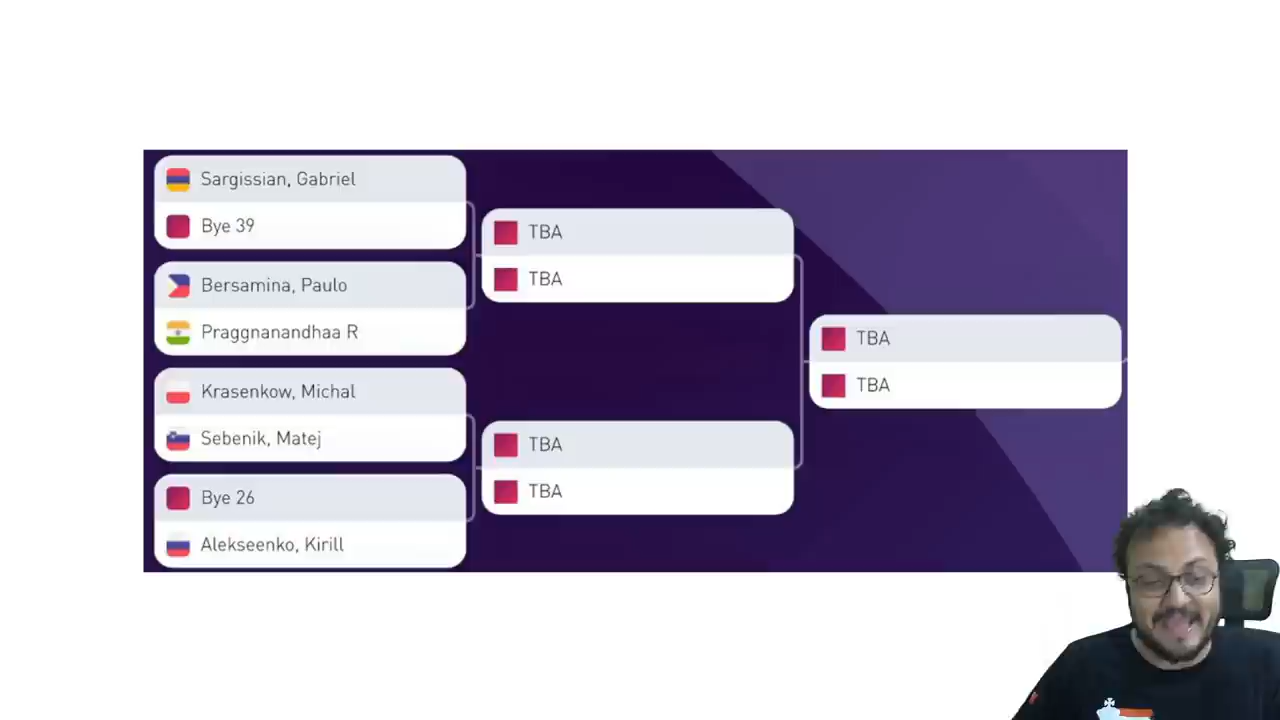 Sargissian, Gabriel
Bye 39
Bersamina, Paulo
Praggnanandhaa R
Krasenkow, Michal
Sebenik, Matej
Bye 26
Alekseenko, Kirill
TBA
TBA
TBA
TBA
TBA
TBA